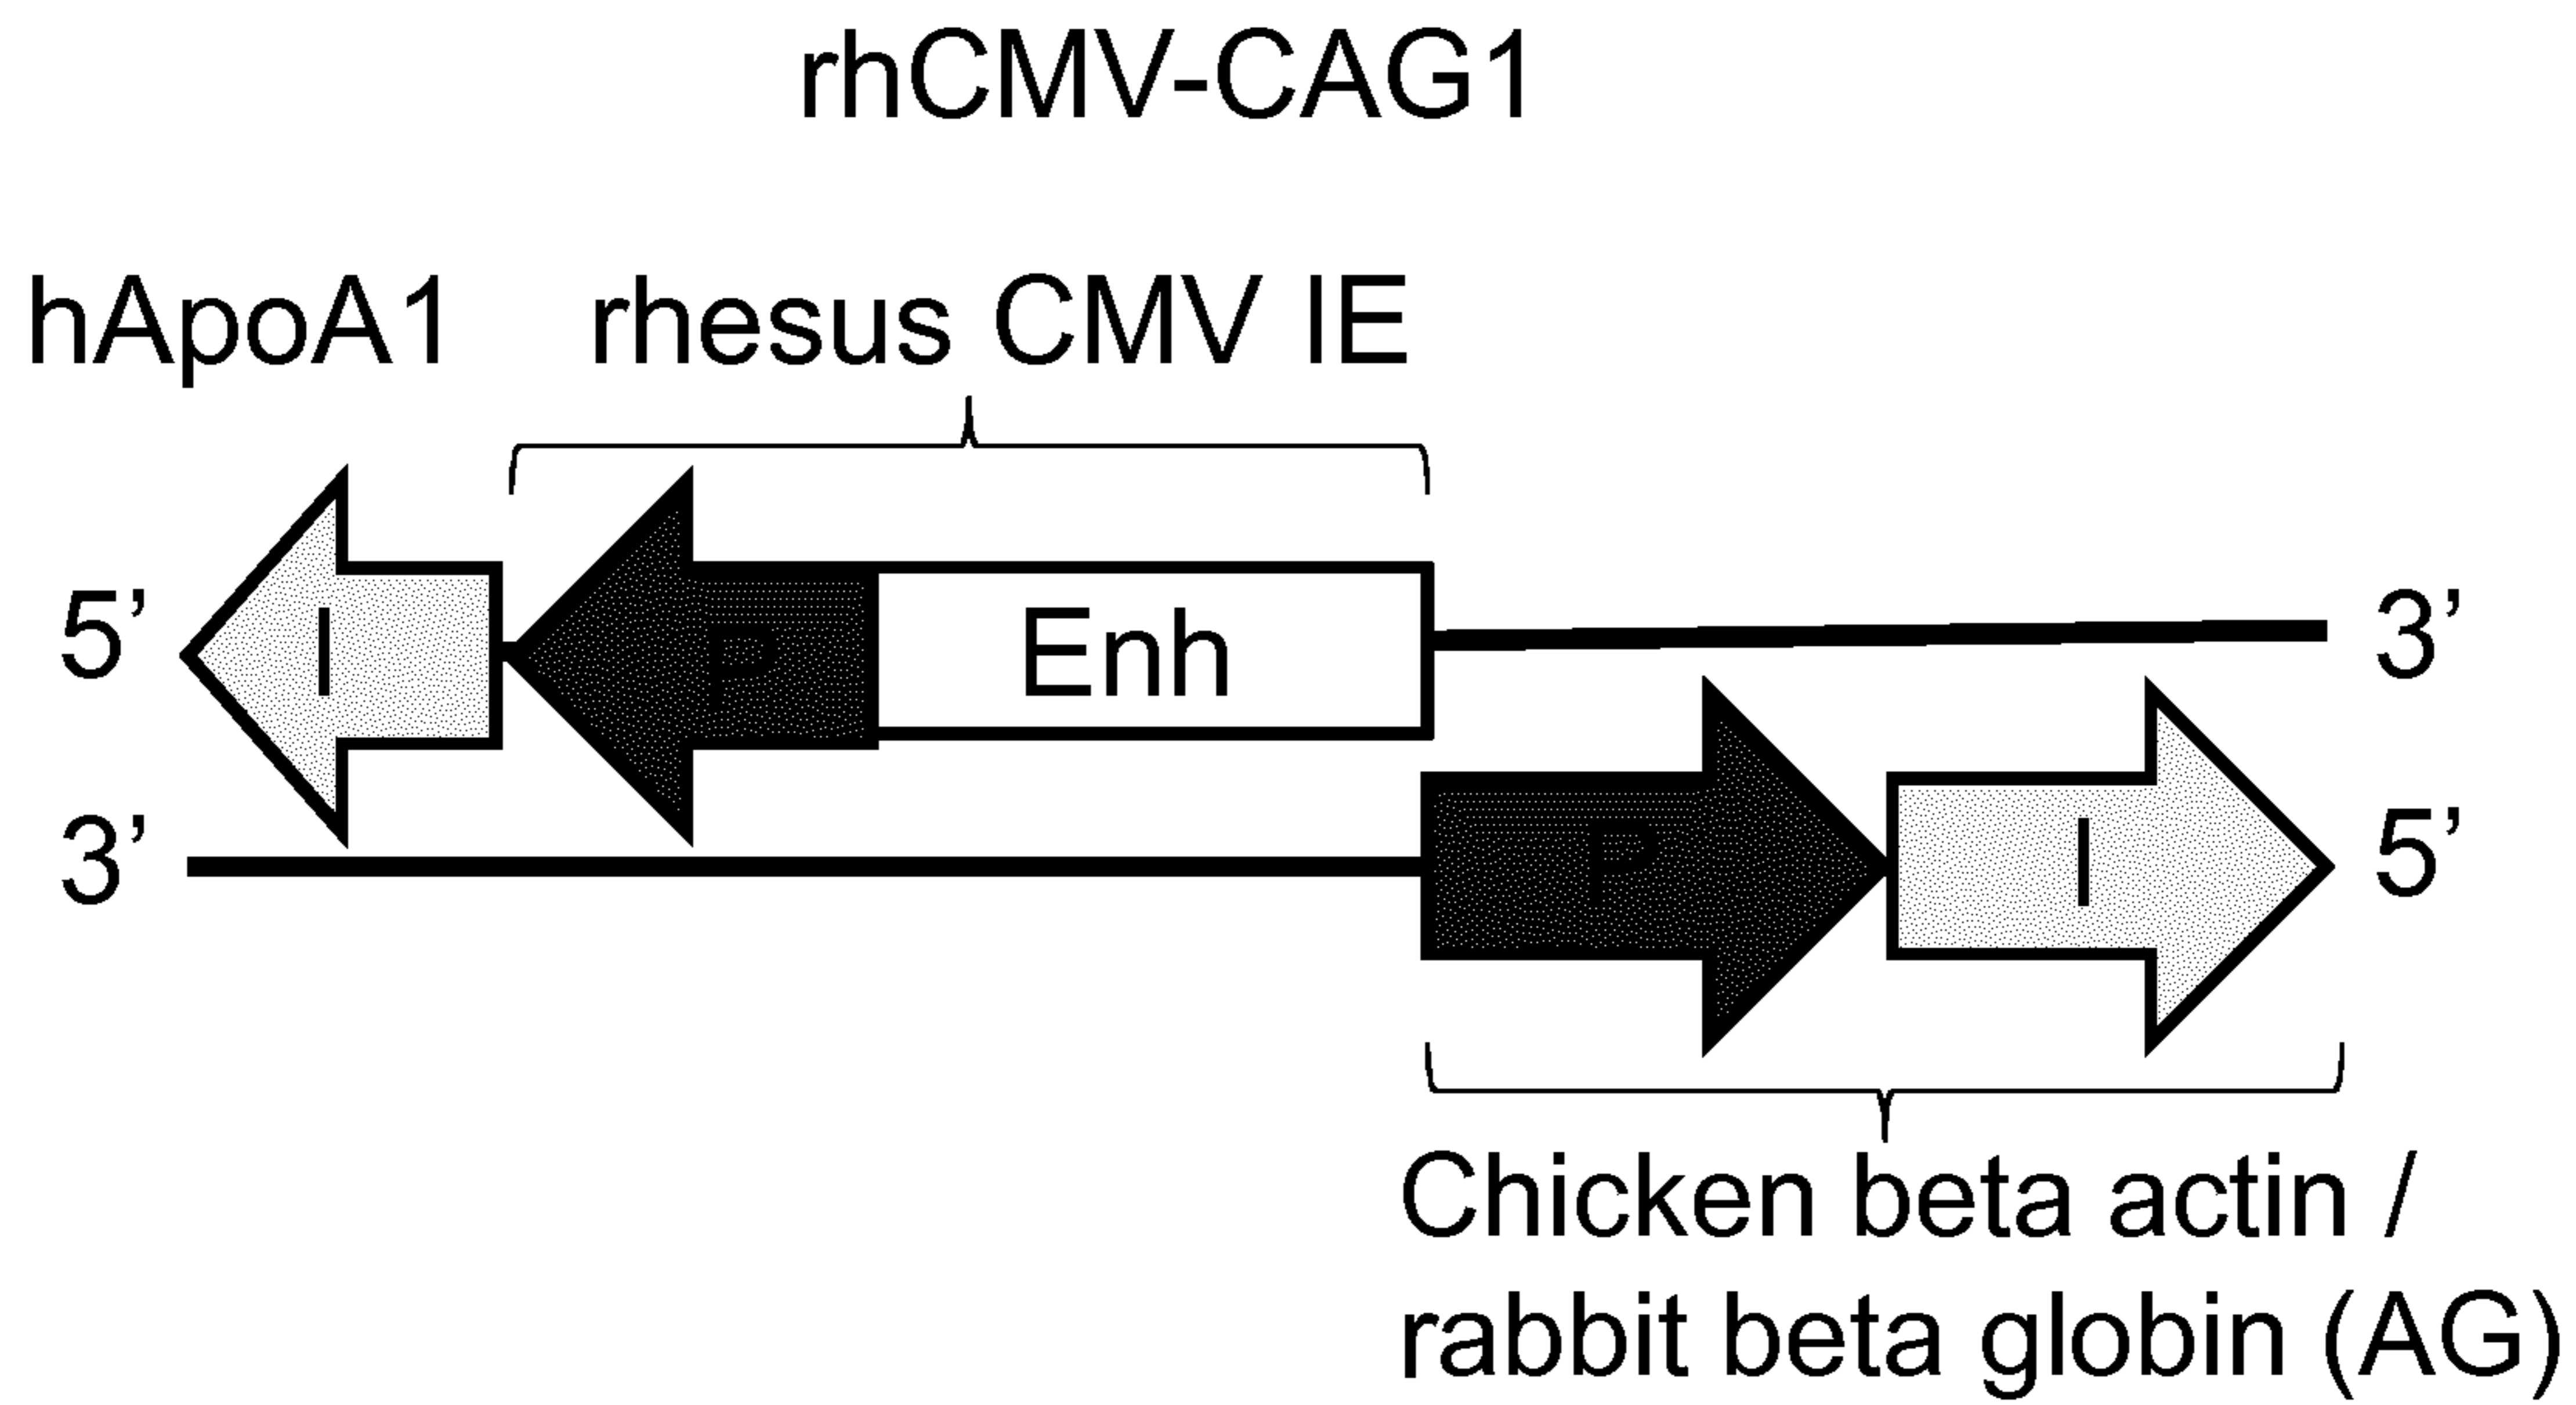 rhCMV-CAG1
hApoA1 rhesus CMV IE
5’ I P Enh 3’
3’ P I 5’
Chicken beta actin /
rabbit beta globin (AG)